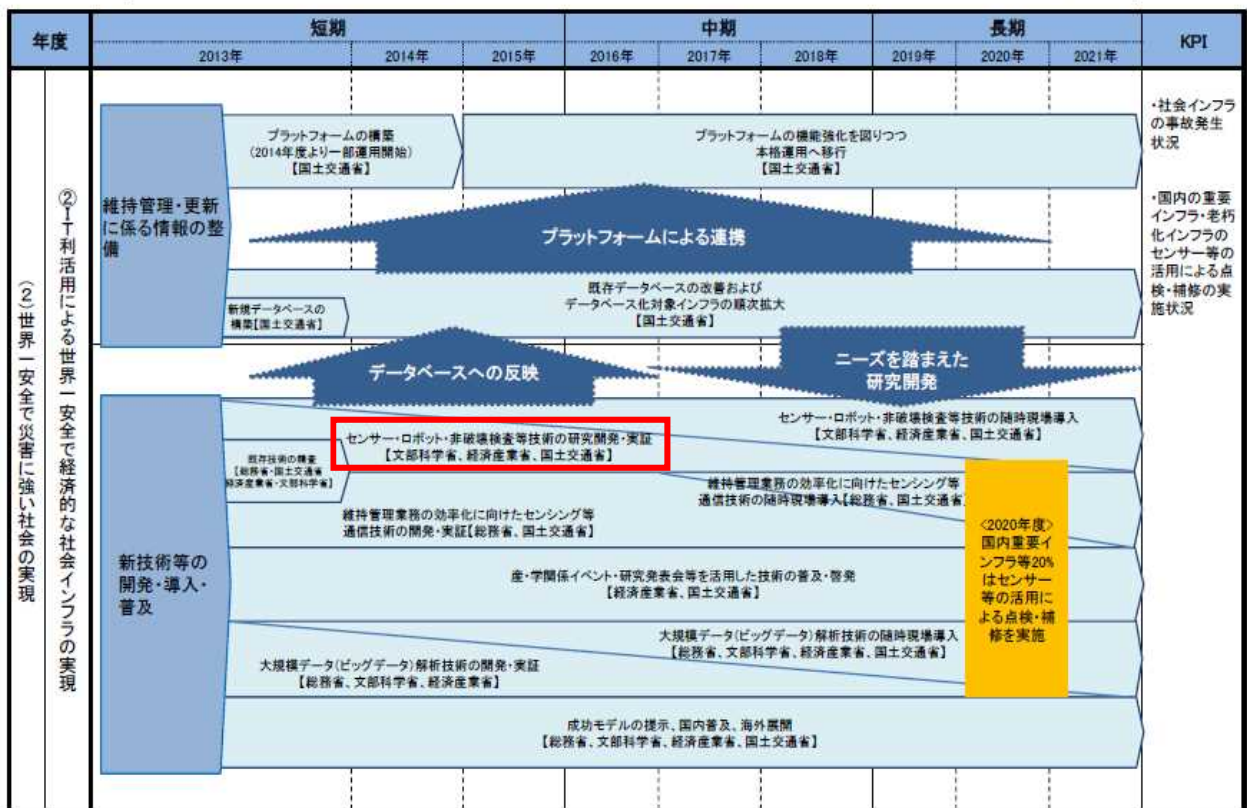 年度
短期
中期
長期
KPI
2013年
2014年
2015年
2016年
2017年
2018年
2019年
2020年
2021年
(2)世界一安全で災害に強い社会の実現
②IT利活用による世界一安全で経済的な社会インフラの実現
維持管理・更新
に係る情報の整
備
プラットフォームの構築
(2014年度より一部運用開始)
【国土交通省】
プラットフォームの機能強化を図りつつ
本格運用へ移行
【国土交通省】
プラットフォームによる連携
既存データベースの改善および
データベース化対象インフラの順次拡大
【国土交通省】
新規データベースの
構築【国土交通省】
データベースへの反映
ニーズを踏まえた
研究開発
新技術等の
開発・導入・
普及
センサー・ロボット・非破壊検査等技術の随時現場導入
【文部科学省、経済産業省、国土交通省】
センサー・ロボット・非破壊検査等技術の研究開発・実証
【文部科学省、経済産業省、国土交通省】
既存技術の精査
【総務省・国土交通省
経済産業省・文部科学省】
維持管理業務の効率化に向けたセンシング等
通信技術の随時現場導入【総務省、国土交通省】
維持管理業務の効率化に向けたセンシング等
通信技術の開発・実証【総務省、国土交通省】
産・学関係イベント・研究発表会等を活用した技術の普及・啓発
【経済産業省、国土交通省】
大規模データ(ビッグデータ)解析技術の随時現場導入
【総務省、文部科学省、経済産業省、国土交通省】
大規模データ(ビッグデータ)解析技術の開発・実証
【総務省、文部科学省、経済産業省】
成功モデルの提示、国内普及、海外展開
【総務省、文部科学省、経済産業省、国土交通省】
<2020年度>
国内重要イ
ンフラ等20%
はセンサー
等の活用に
よる点検・補
修を実施
・社会インフラ
の事故発生
状況
・国内の重要
インフラ・老朽
化インフラの
センサー等の
活用による点
検・補修の実
施状況